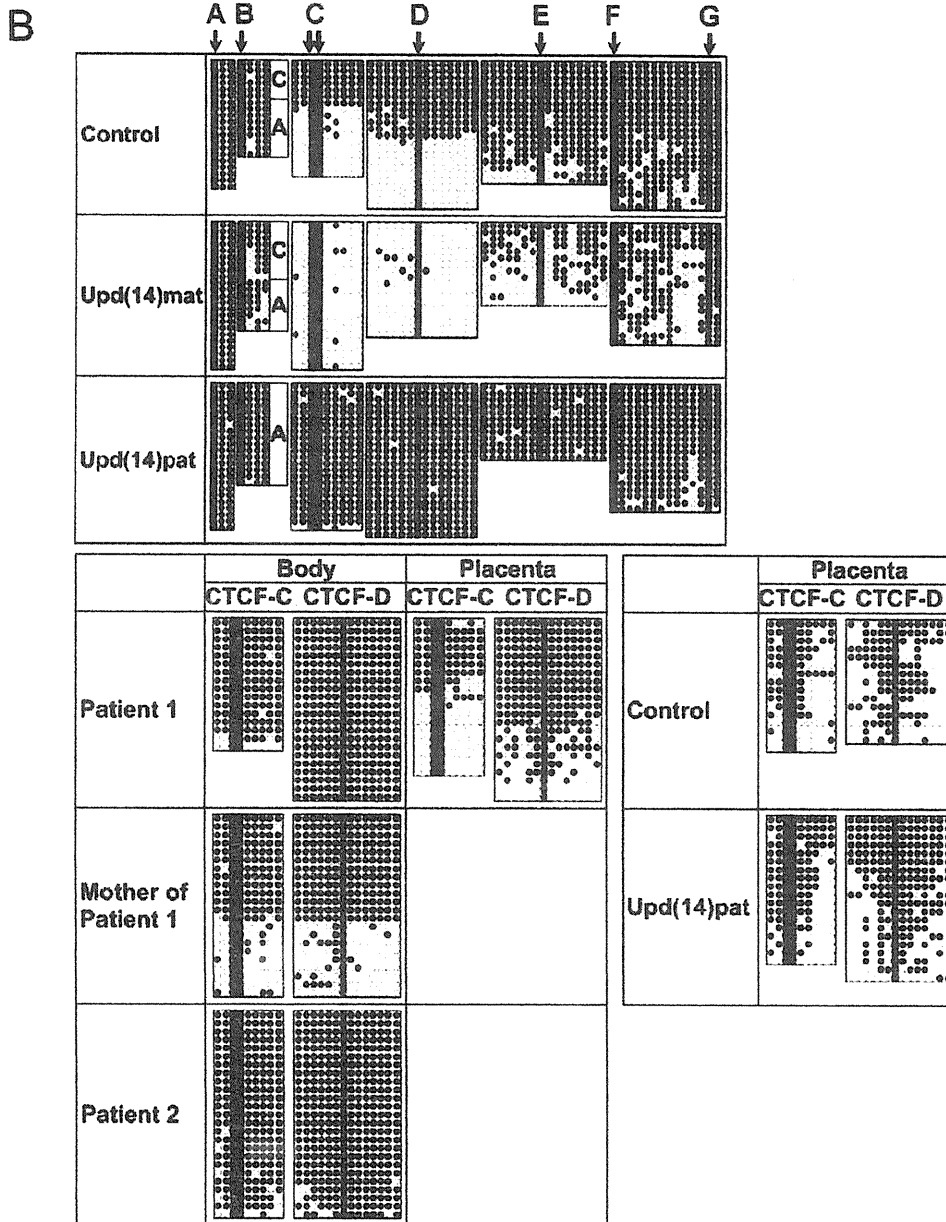 B
A B C D E F G
Control
C
A
Upd(14)mat
C
A
Upd(14)pat
A
Body Placenta
CTCF-C CTCF-D CTCF-C CTCF-D
Patient 1
Mother of
Patient 1
Patient 2
Placenta
CTCF-C CTCF-D
Control
Upd(14)pat